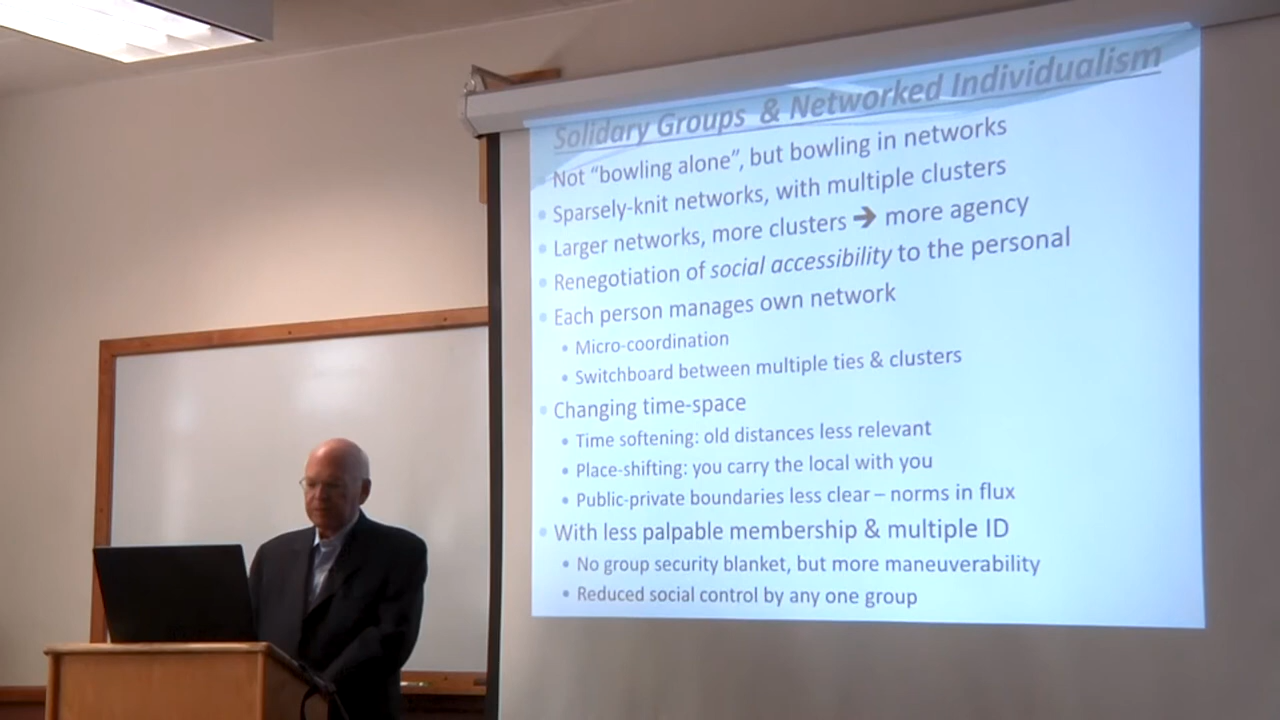 Solidary Groups & Networked Individualism
Not “bowling alone”, but bowling in networks
• Sparsely-knit networks, with multiple clusters
• Larger networks, more clusters ➔ more agency
• Renegotiation of social accessibility to the personal
• Each person manages own network
• Micro-coordination
• Switchboard between multiple ties & clusters
• Changing time-space
• Time softening: old distances less relevant
• Place-shifting: you carry the local with you
• Public-private boundaries less clear – norms in flux
• With less palpable membership & multiple ID
• No group security blanket, but more maneuverability
• Reduced social control by any one group